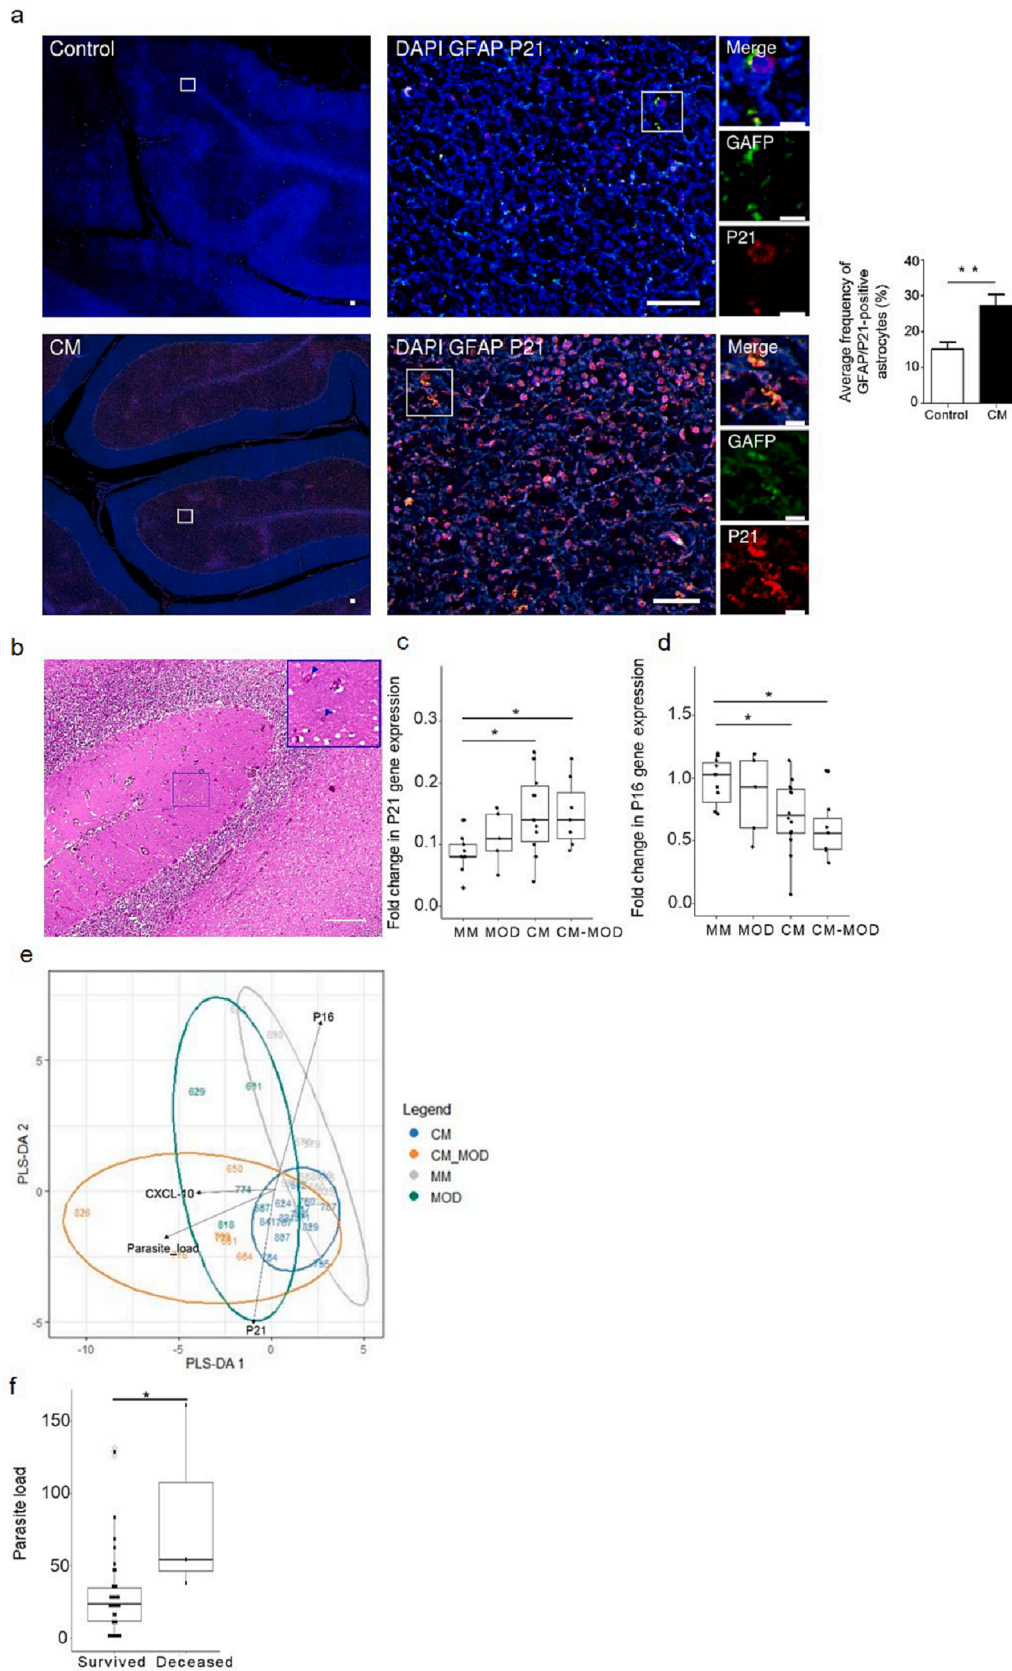 a
Control
DAPI GFAP P21
Merge
GAFP
P21
CM
DAPI GFAP P21
Merge
GAFP
P21
Average frequency of
GFAP/P21-positive
astrocytes (%)
40
30
20
10
0
* *
Control CM
b
c
Fold change in P21 gene expression
0.3
0.2
0.1
0.0
*
*
MM MOD CM CM-MOD
d
Fold change in P16 gene expression
1.5
1.0
0.5
0.0
*
*
MM MOD CM CM-MOD
e
PLS-DA 2
5
0
-5
P16
629
650
CXCL-10
774
826
818
Parasite_load
624
829
887
664
P21
-10 -5 0 5
PLS-DA 1
Legend
CM
CM_MOD
MM
MOD
f
Parasite load
150
100
50
0
*
Survived Deceased